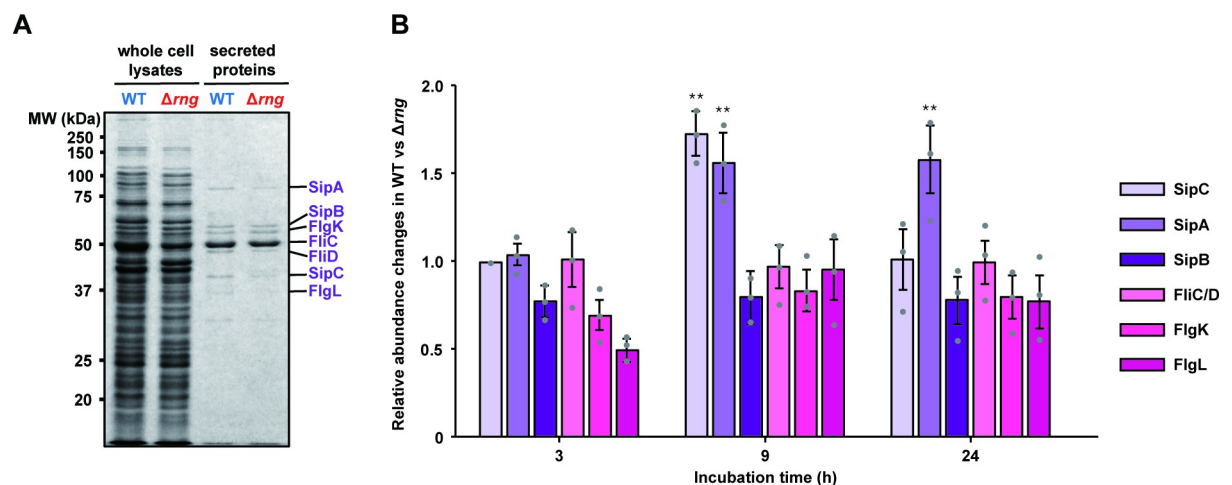 A
whole cell lysates
secreted proteins
WT Δrng WT Δrng
MW (kDa)
250
150
100
75
50
37
25
20
SipA
SipB
FlgK
FliC
FliD
SipC
FlgL
B
Relative abundance changes in WT vs Δrng
2.0
1.5
1.0
0.5
0
** ** **
3 9 24
Incubation time (h)
SipC
SipA
SipB
FliC/D
FlgK
FlgL